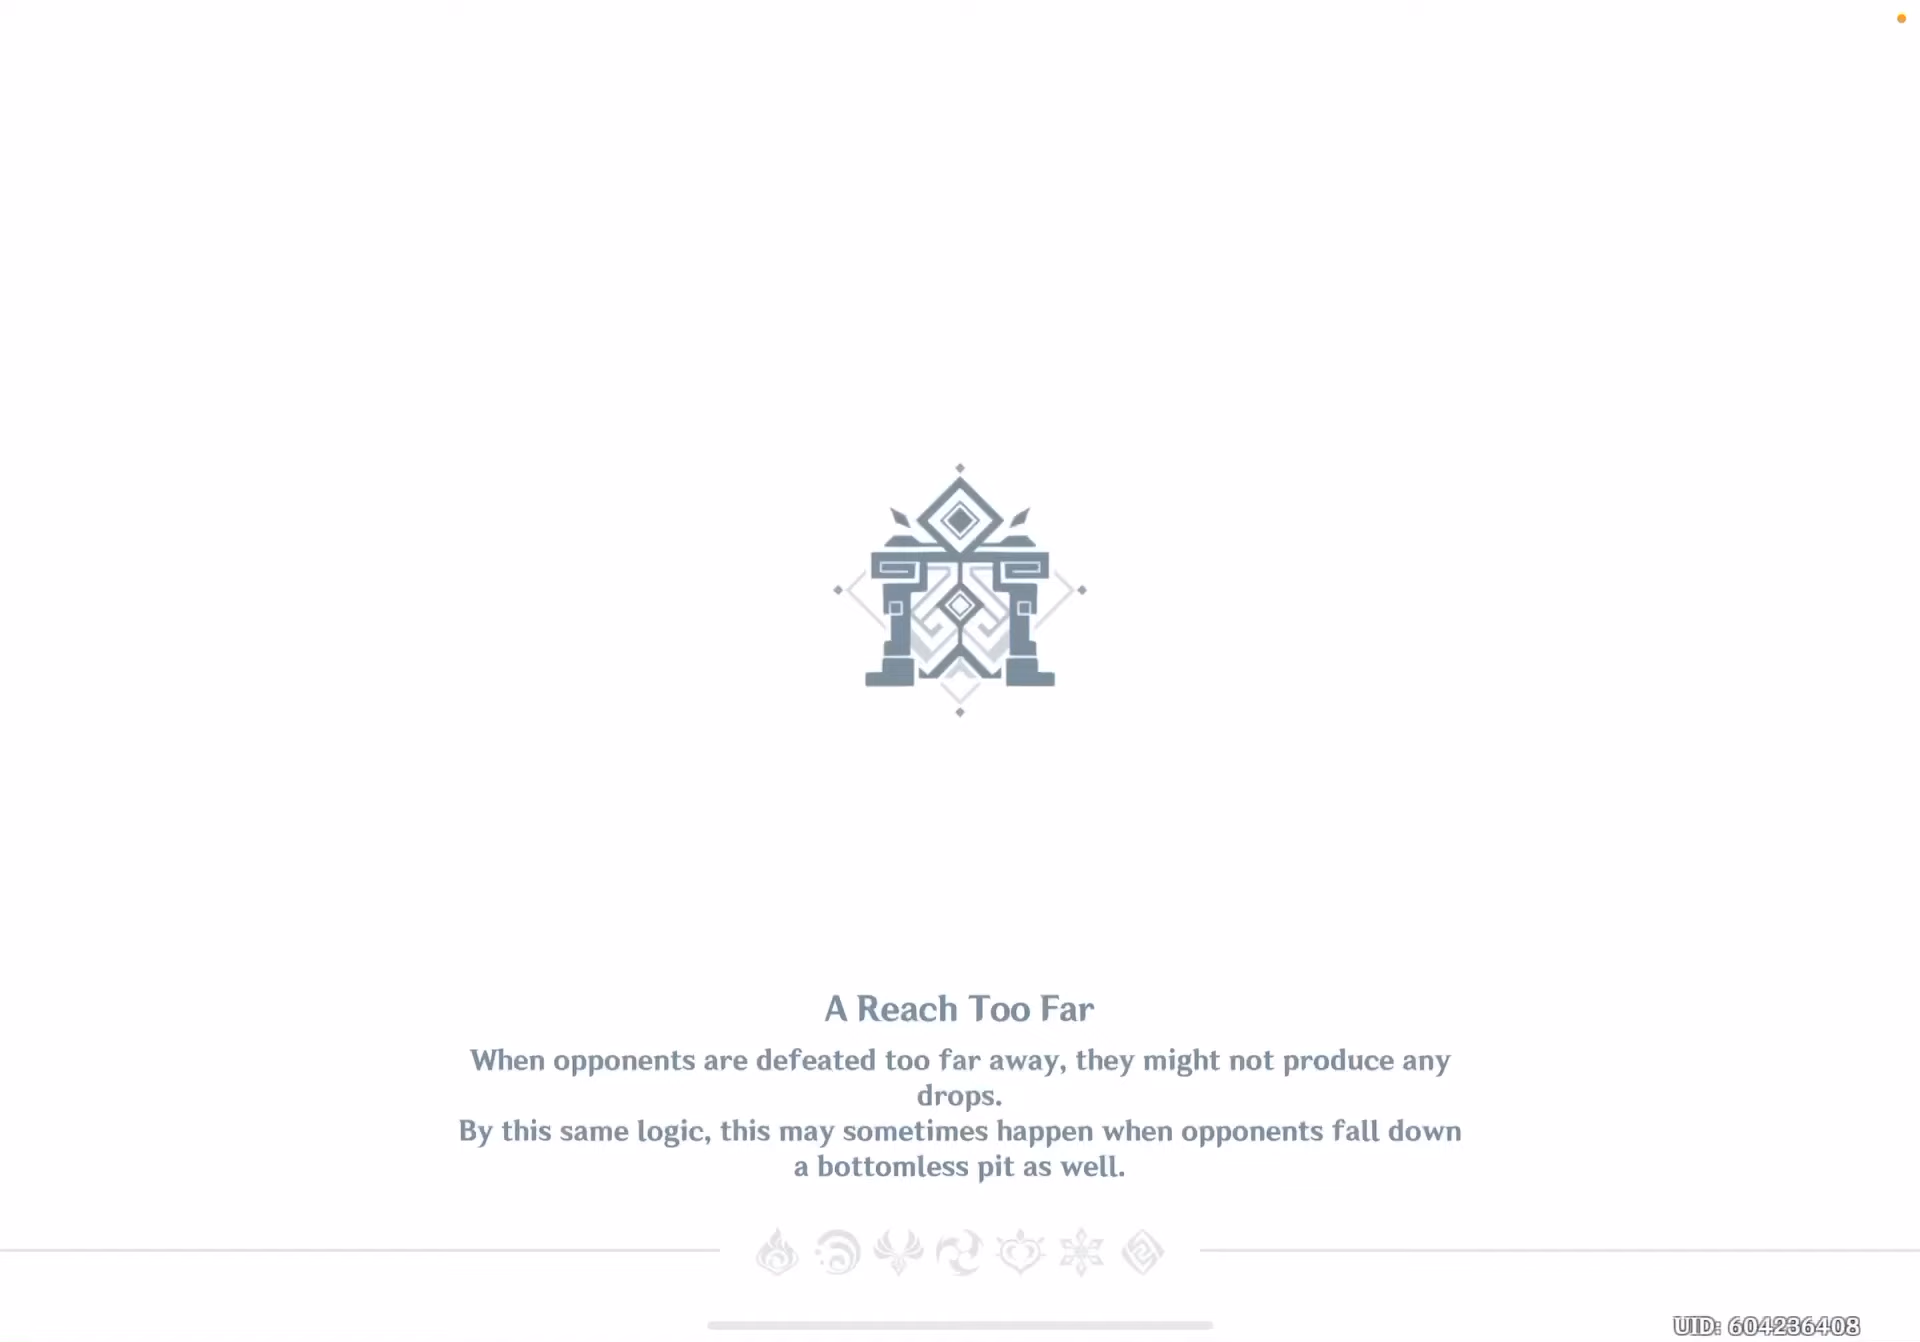 A Reach Too Far
When opponents are defeated too far away, they might not produce any
drops.
By this same logic, this may sometimes happen when opponents fall down
a bottomless pit as well.
UID: 604236408